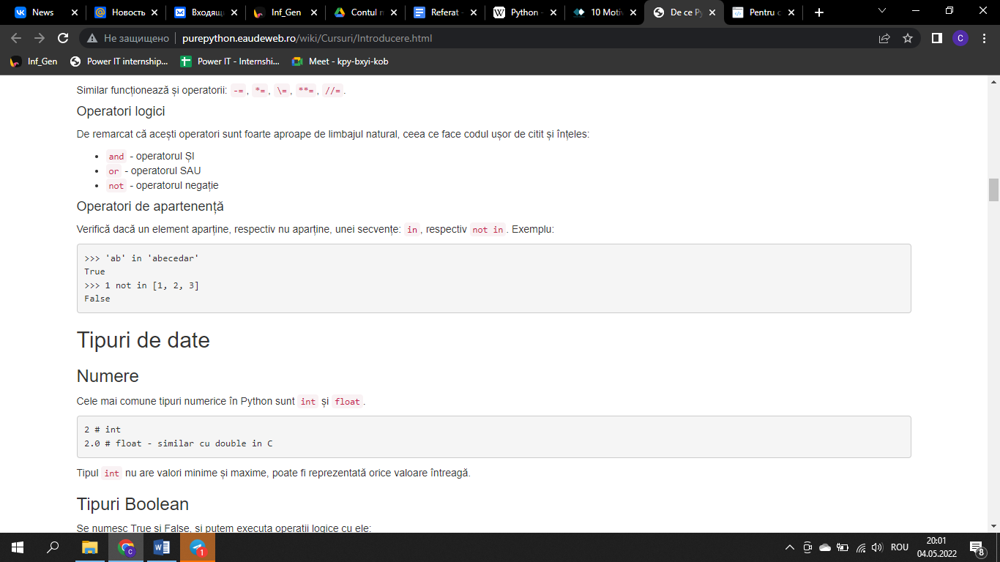 News
Новость
Входящ
Inf_Gen
Contul m
Referat -
Python -
10 Motiv
De ce Py
Pentru c
Не защищено
purepython.eaudeweb.ro/wiki/Cursuri/Introducere.html
C
Inf_Gen
Power IT internship...
Power IT - Internshi...
Meet - kpy-bxyi-kob
Similar funcționează și operatorii: -=, *=, \=, **=, //=.
Operatori logici
De remarcat că acești operatori sunt foarte aproape de limbajul natural, ceea ce face codul ușor de citit și înțeles:
• and - operatorul ȘI
• or - operatorul SAU
• not - operatorul negație
Operatori de apartenență
Verifică dacă un element aparține, respectiv nu aparține, unei secvențe: in, respectiv not in. Exemplu:
>>> 'ab' in 'abecedar'
True
>>> 1 not in [1, 2, 3]
False
Tipuri de date
Numere
Cele mai comune tipuri numerice în Python sunt int și float.
2 # int
2.0 # float - similar cu double in C
Tipul int nu are valori minime și maxime, poate fi reprezentată orice valoare întreagă.
Tipuri Boolean
Se numesc True și False, și putem executa operații logice cu ele:
C
1
ROU
20:01
04.05.2022
8